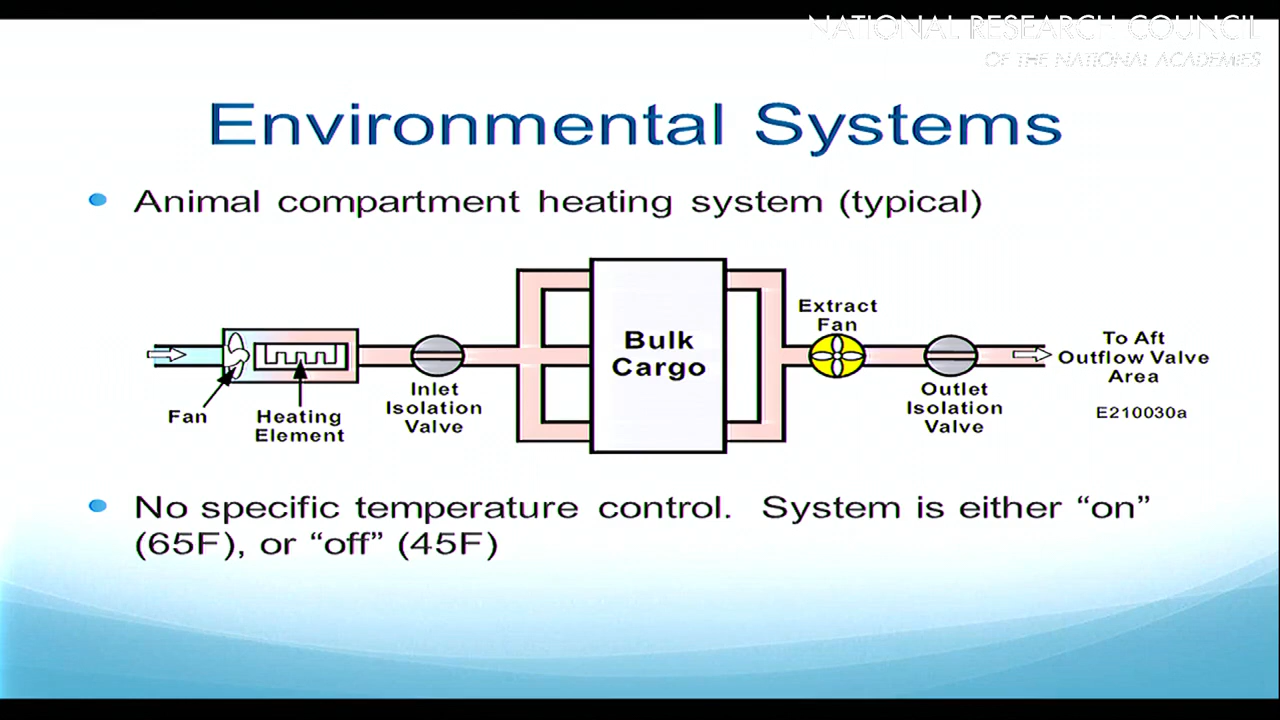 NATIONAL RESEARCH COUNCIL
OF THE NATIONAL ACADEMIES
Environmental Systems
Animal compartment heating system (typical)
Fan
Heating
Element
Inlet
Isolation
Valve
Bulk
Cargo
Extract
Fan
Outlet
Isolation
Valve
To Aft
Outflow Valve
Area
E210030a
No specific temperature control. System is either “on”
(65F), or “off” (45F)